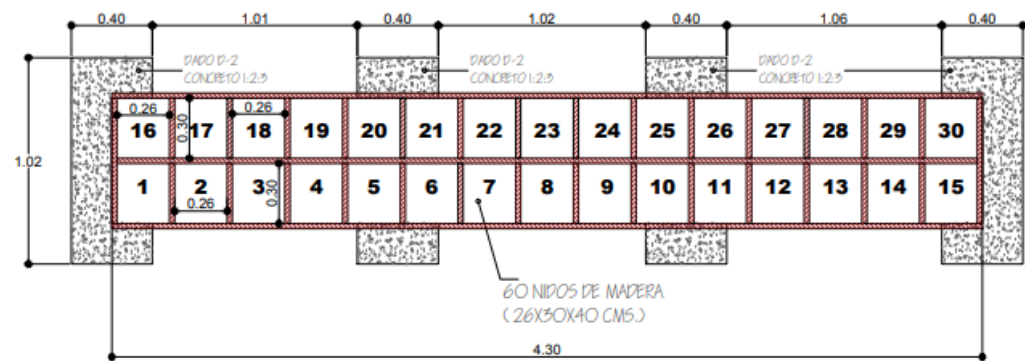 0.40 1.01 0.40 1.02 0.40 1.06 0.40
DADO D-2
CONCRETO 1:2:3
DADO D-2
CONCRETO 1:2:3
DADO D-2
CONCRETO 1:2:3
1.02
0.26 0.30 0.26
16 17 18 19 20 21 22 23 24 25 26 27 28 29 30
1 2 3 4 5 6 7 8 9 10 11 12 13 14 15
0.26 0.30
60 NIDOS DE MADERA
( 26X30X40 CMS.)
4.30